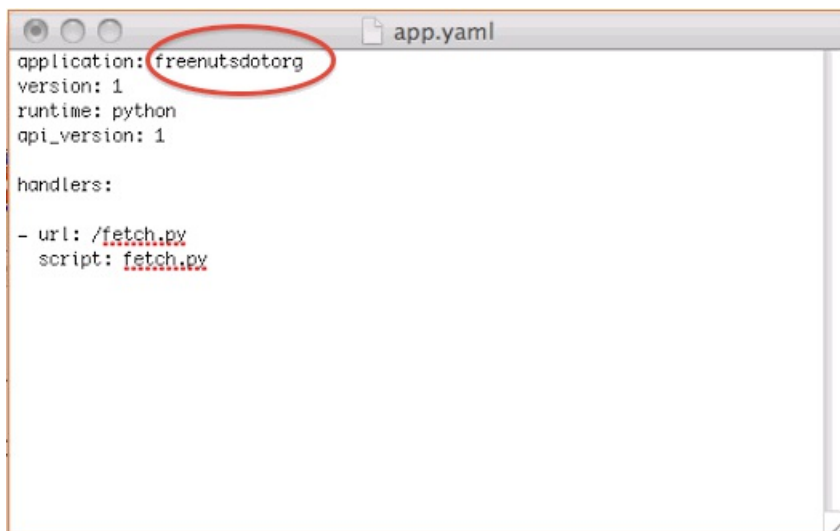 app.yaml
application: freenutsdotorg
version: 1
runtime: python
api_version: 1
handlers:
- url: /fetch.py
script: fetch.py